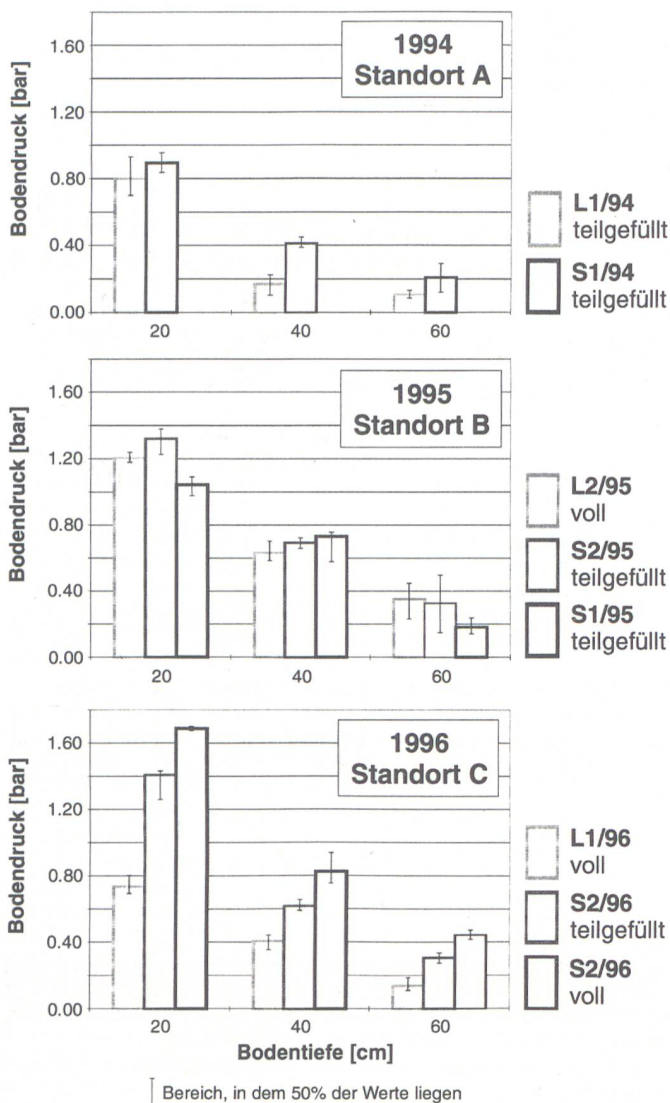 Bodendruck [bar]
1.60
1.20
0.80
0.40
0.00
1994
Standort A
20
40
60
L1/94
teilgefüllt
S1/94
teilgefüllt
Bodendruck [bar]
1.60
1.20
0.80
0.40
0.00
1995
Standort B
20
40
60
L2/95
voll
S2/95
teilgefüllt
S1/95
teilgefüllt
Bodendruck [bar]
1.60
1.20
0.80
0.40
0.00
1996
Standort C
20
40
60
Bodentiefe [cm]
L1/96
voll
S2/96
teilgefüllt
S2/96
voll
Bereich, in dem 50% der Werte liegen